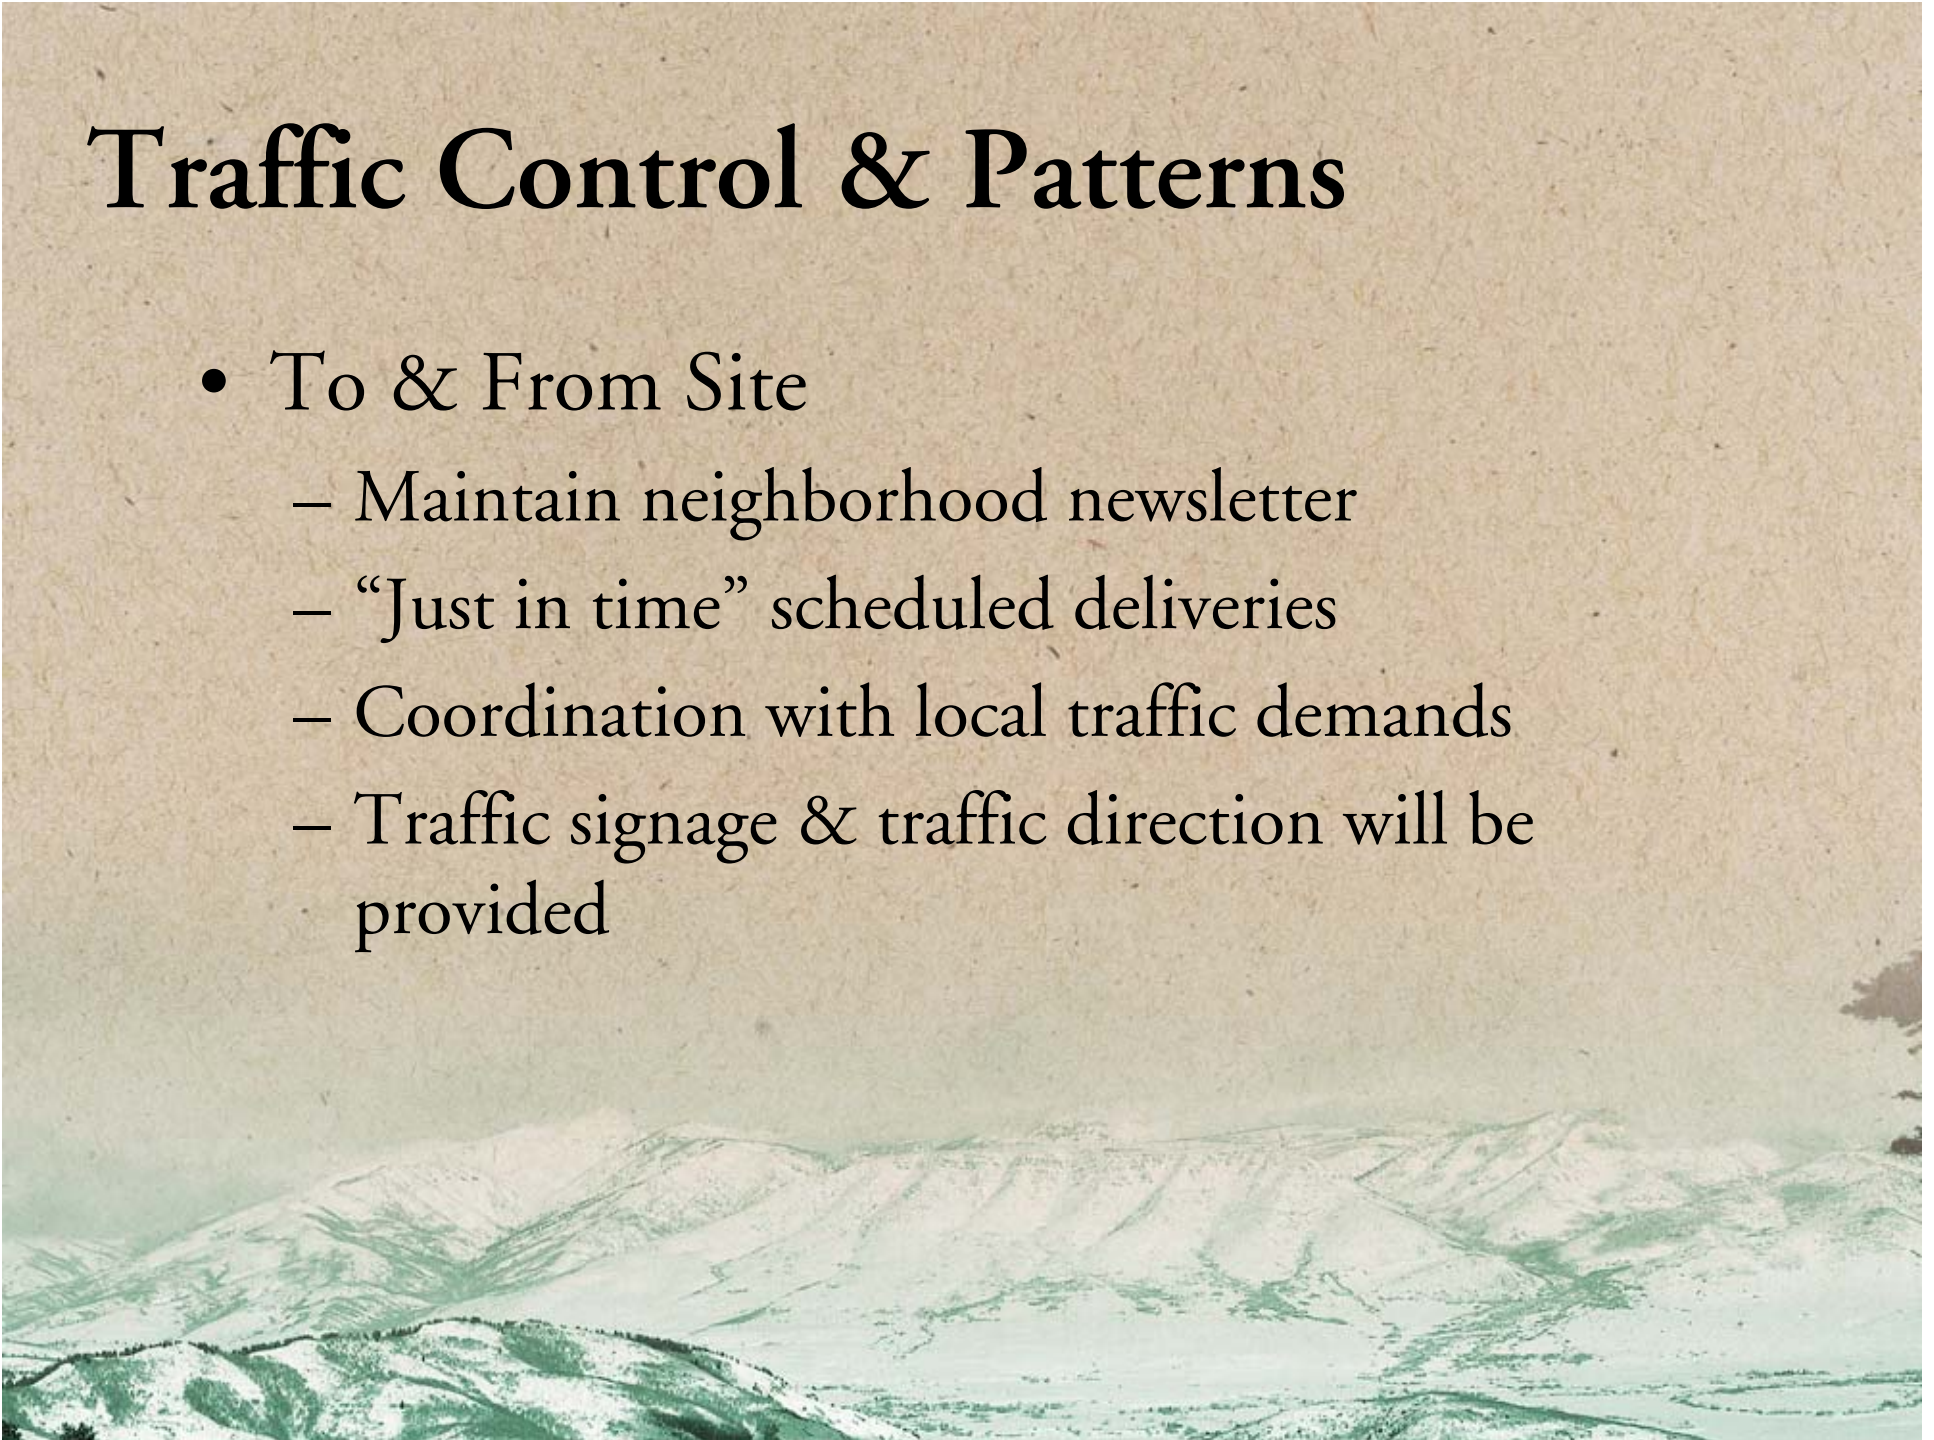 Traffic Control & Patterns
• To & From Site
– Maintain neighborhood newsletter
– “Just in time” scheduled deliveries
– Coordination with local traffic demands
– Traffic signage & traffic direction will be
provided